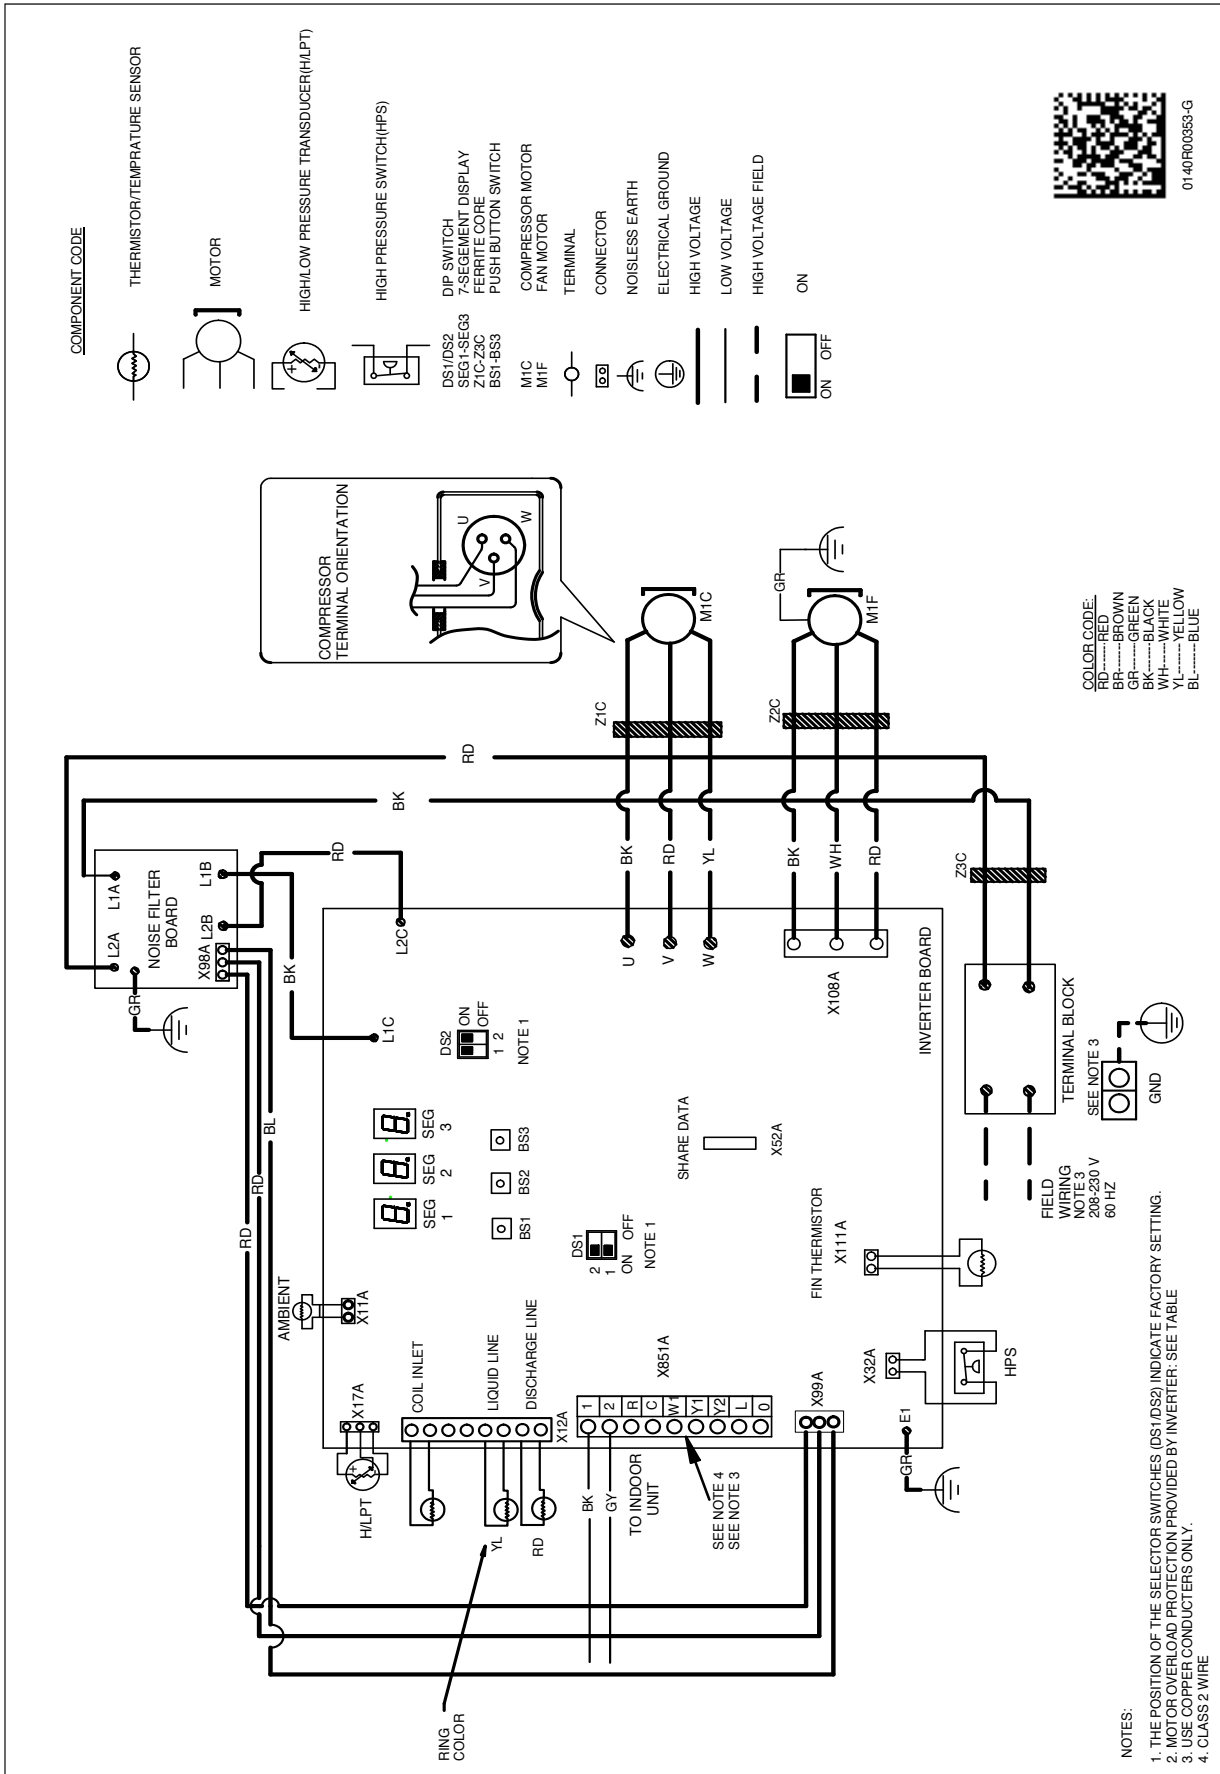 COMPONENT CODE
THERMISTOR/TEMPRATURE SENSOR
MOTOR
HIGH/LOW PRESSURE TRANSDUCER(H/LPT)
HIGH PRESSURE SWITCH(HPS)
DS1/DS2 DIP SWITCH
SEG1-SEG3 7-SEGEMENT DISPLAY
Z1C-Z3C FERRITE CORE
BS1-BS3 PUSH BUTTON SWITCH
M1C COMPRESSOR MOTOR
M1F FAN MOTOR
TERMINAL
CONNECTOR
NOISLESS EARTH
ELECTRICAL GROUND
HIGH VOLTAGE
LOW VOLTAGE
HIGH VOLTAGE FIELD
ON OFF
ON
0140R00353-G
COMPRESSOR
TERMINAL ORIENTATION
U
V
W
M1C
Z1C
BK
RD
YL
U
V
W
M1F
GR
Z2C
BK
WH
RD
X108A
RD
BK
Z3C
NOISE FILTER
BOARD
L2A
L1A
L1B
L2B
X98A
GR
RD
BK
L2C
L1C
RD
RD
BL
DS2
ON
OFF
1 2
NOTE 1
SEG
1
SEG
2
SEG
3
BS1
BS2
BS3
DS1
2
1
ON OFF
NOTE 1
SHARE DATA
X52A
INVERTER BOARD
AMBIENT
X11A
X17A
H/LPT
COIL INLET
LIQUID LINE
DISCHARGE LINE
X12A
YL
RD
RING
COLOR
X851A
1
2
R
C
W1
Y1
Y2
L
0
BK
GY
TO INDOOR
UNIT
SEE NOTE 4
SEE NOTE 3
X99A
E1
GR
X32A
HPS
FIN THERMISTOR
X111A
TERMINAL BLOCK
SEE NOTE 3
GND
FIELD
WIRING
NOTE 3
208-230 V
60 HZ
COLOR CODE:
RD-------RED
BR-------BROWN
GR-------GREEN
BK-------BLACK
WH------WHITE
YL-------YELLOW
BL-------BLUE
NOTES:
1. THE POSITION OF THE SELECTOR SWITCHES (DS1/DS2) INDICATE FACTORY SETTING.
2. MOTOR OVERLOAD PROTECTION PROVIDED BY INVERTER: SEE TABLE
3. USE COPPER CONDUCTERS ONLY.
4. CLASS 2 WIRE